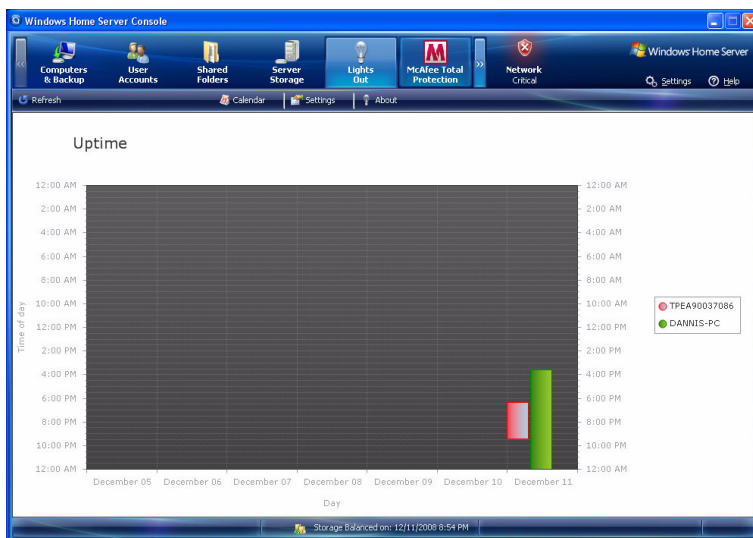 Windows Home Server Console
Computers & Backup
User Accounts
Shared Folders
Server Storage
Lights Out
McAfee Total Protection
Network Critical
Windows Home Server
Settings
Help
Refresh
Calendar
Settings
About
Uptime
12:00 AM 12:00 AM
2:00 AM 2:00 AM
4:00 AM 4:00 AM
6:00 AM 6:00 AM
8:00 AM 8:00 AM
10:00 AM 10:00 AM
12:00 PM 12:00 PM
2:00 PM 2:00 PM
4:00 PM 4:00 PM
6:00 PM 6:00 PM
8:00 PM 8:00 PM
10:00 PM 10:00 PM
12:00 AM 12:00 AM
Time of day
TPEA90037086
DANNIS-PC
December 05 December 06 December 07 December 08 December 09 December 10 December 11
Day
Storage Balanced on: 12/11/2008 8:54 PM